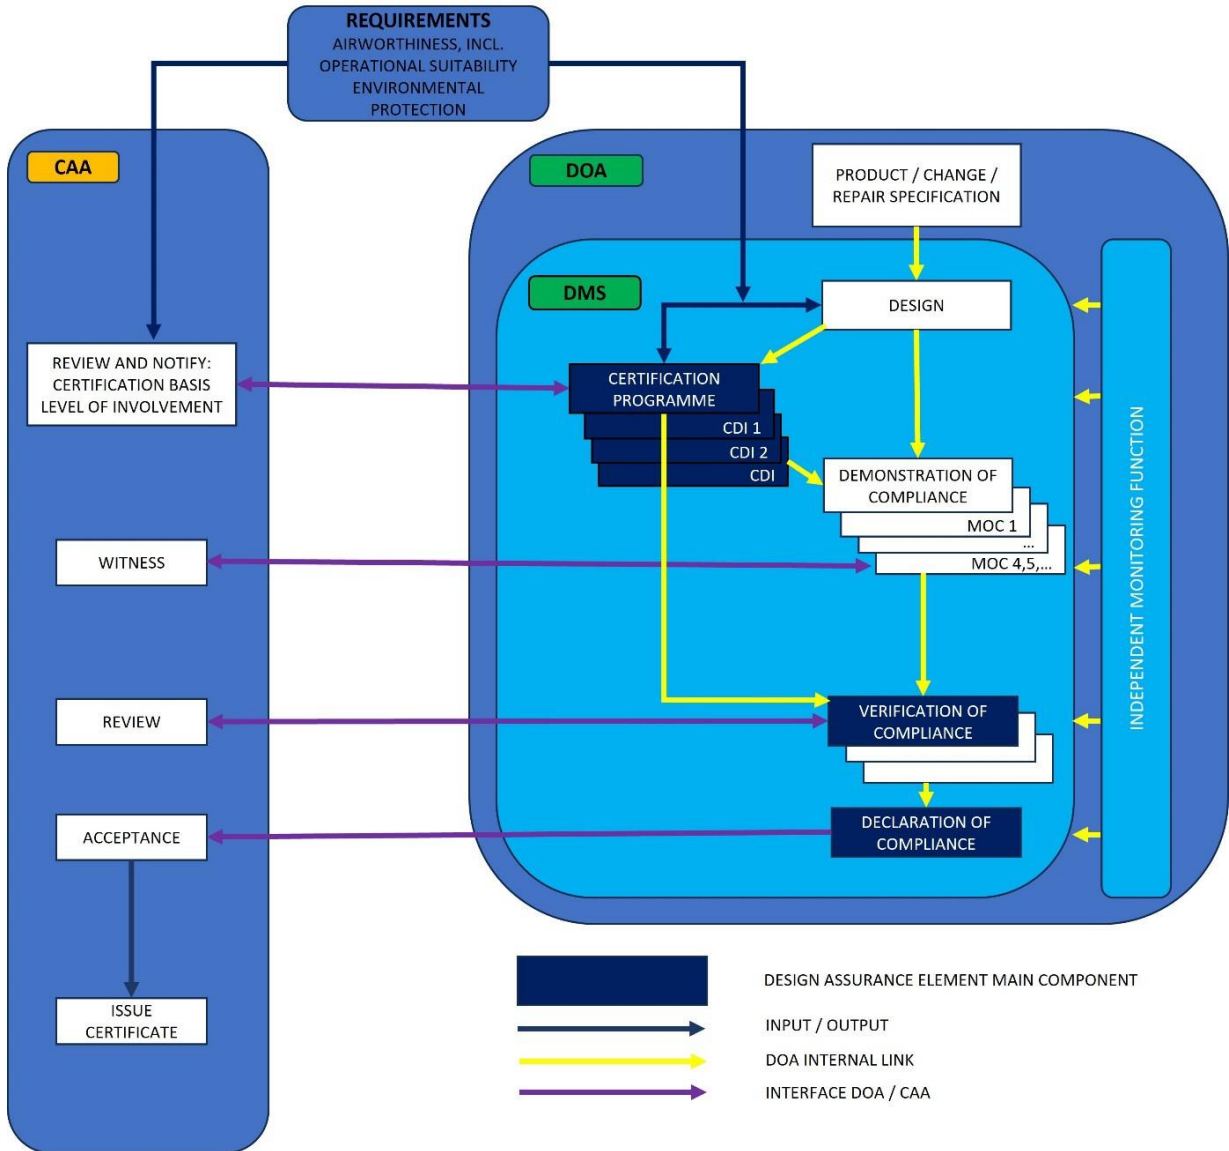 REQUIREMENTS
AIRWORTHINESS, INCL.
OPERATIONAL SUITABILITY
ENVIRONMENTAL
PROTECTION
CAA
DOA
PRODUCT / CHANGE /
REPAIR SPECIFICATION
DMS
DESIGN
REVIEW AND NOTIFY:
CERTIFICATION BASIS
LEVEL OF INVOLVEMENT
CERTIFICATION
PROGRAMME
CDI 1
CDI 2
CDI
DEMONSTRATION OF
COMPLIANCE
MOC 1
...
MOC 4,5,...
WITNESS
REVIEW
VERIFICATION OF
COMPLIANCE
ACCEPTANCE
DECLARATION OF
COMPLIANCE
INDEPENDENT MONITORING FUNCTION
ISSUE
CERTIFICATE
DESIGN ASSURANCE ELEMENT MAIN COMPONENT
INPUT / OUTPUT
DOA INTERNAL LINK
INTERFACE DOA / CAA